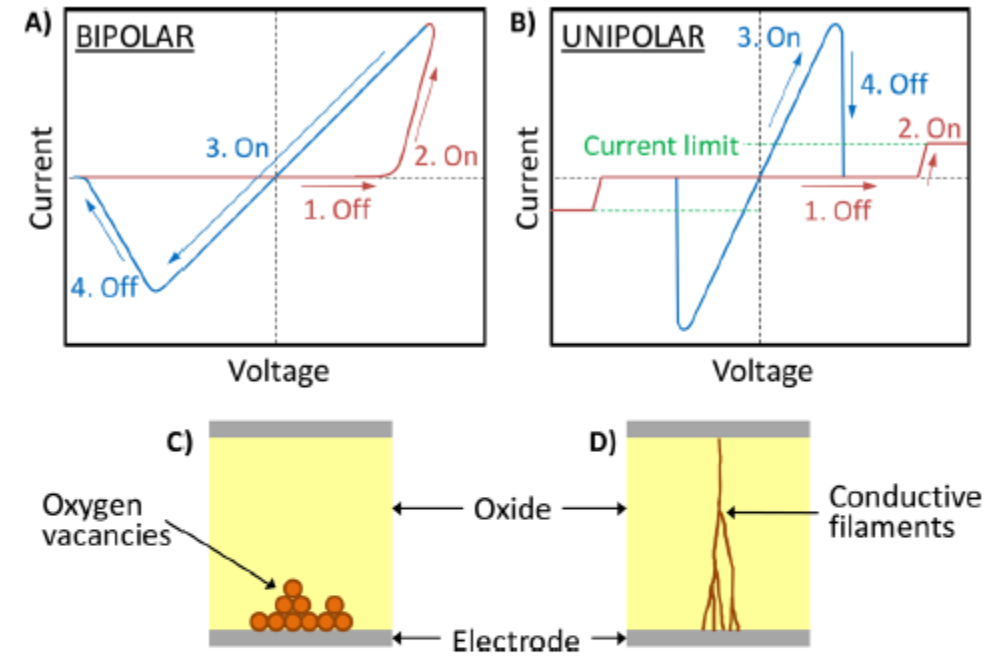 A)
BIPOLAR
3. On
2. On
1. Off
4. Off
Current
Voltage
B)
UNIPOLAR
3. On
4. Off
2. On
Current limit
1. Off
Current
Voltage
C)
Oxygen
vacancies
Oxide
Electrode
D)
Conductive
filaments